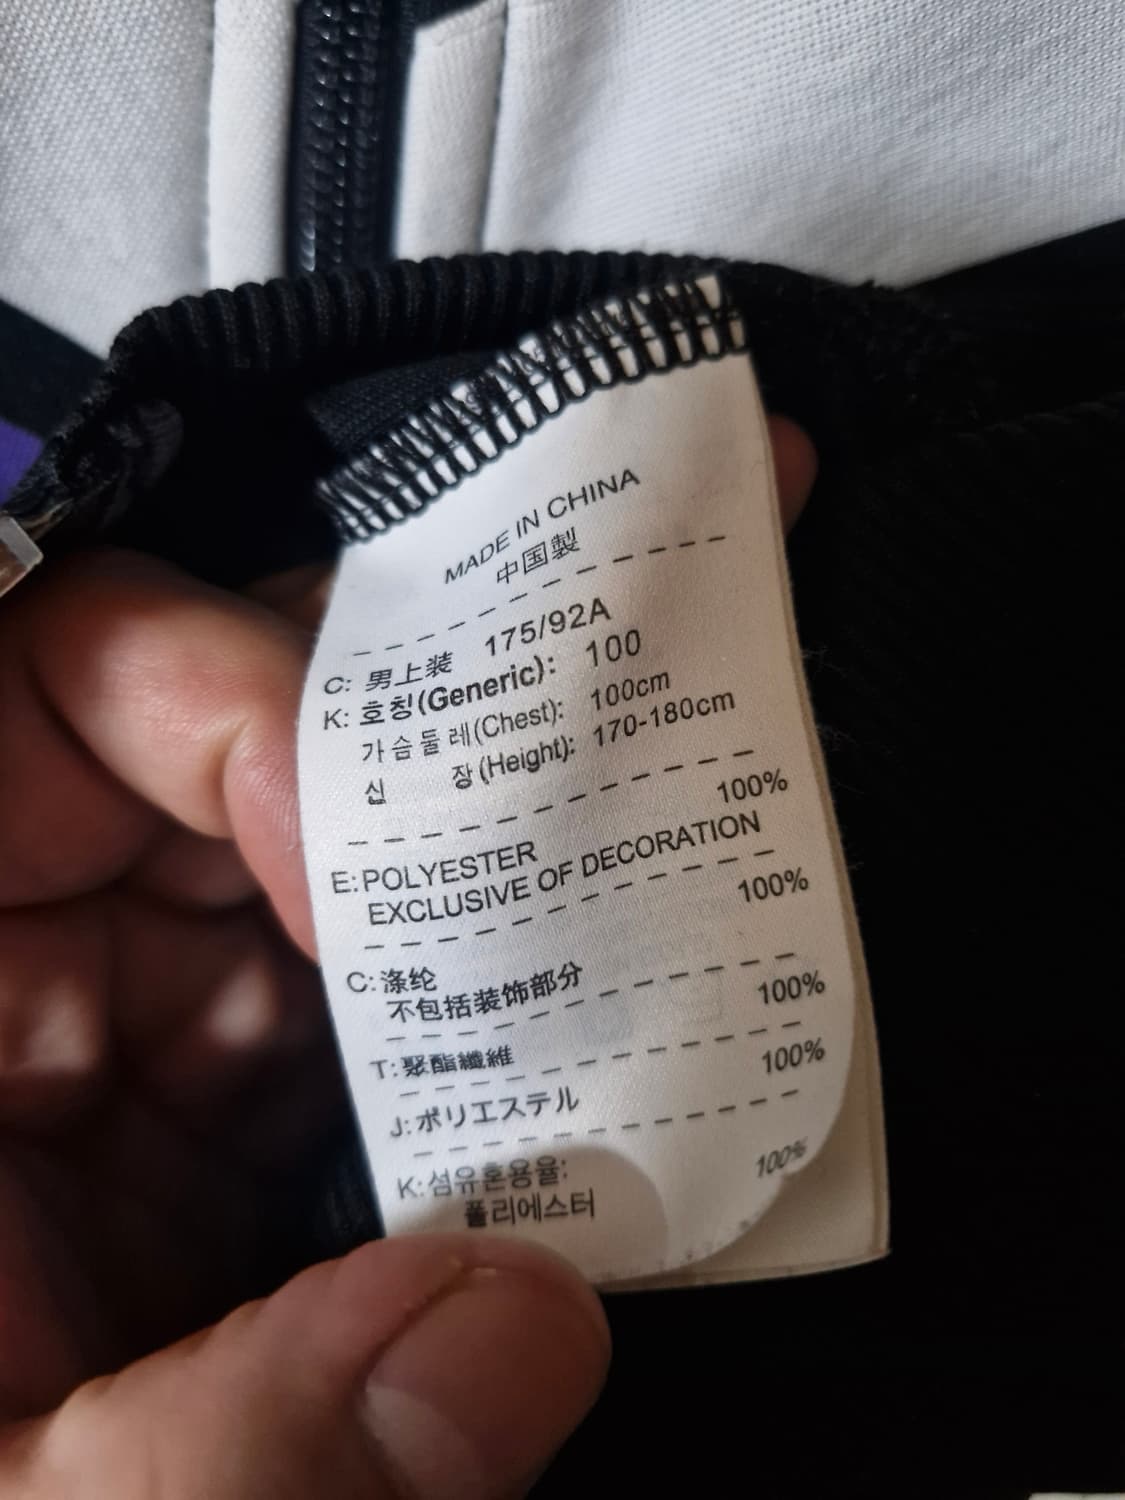 MADE IN CHINA
中国製
C: 男上装 175/92A
K: 호칭(Generic): 100
가슴둘레(Chest): 100cm
신 장(Height): 170-180cm
E:POLYESTER 100%
EXCLUSIVE OF DECORATION
C:涤纶 100%
不包括装饰部分
T:聚酯纖維 100%
J:ポリエステル 100%
K:섬유혼용율:
폴리에스터 100%